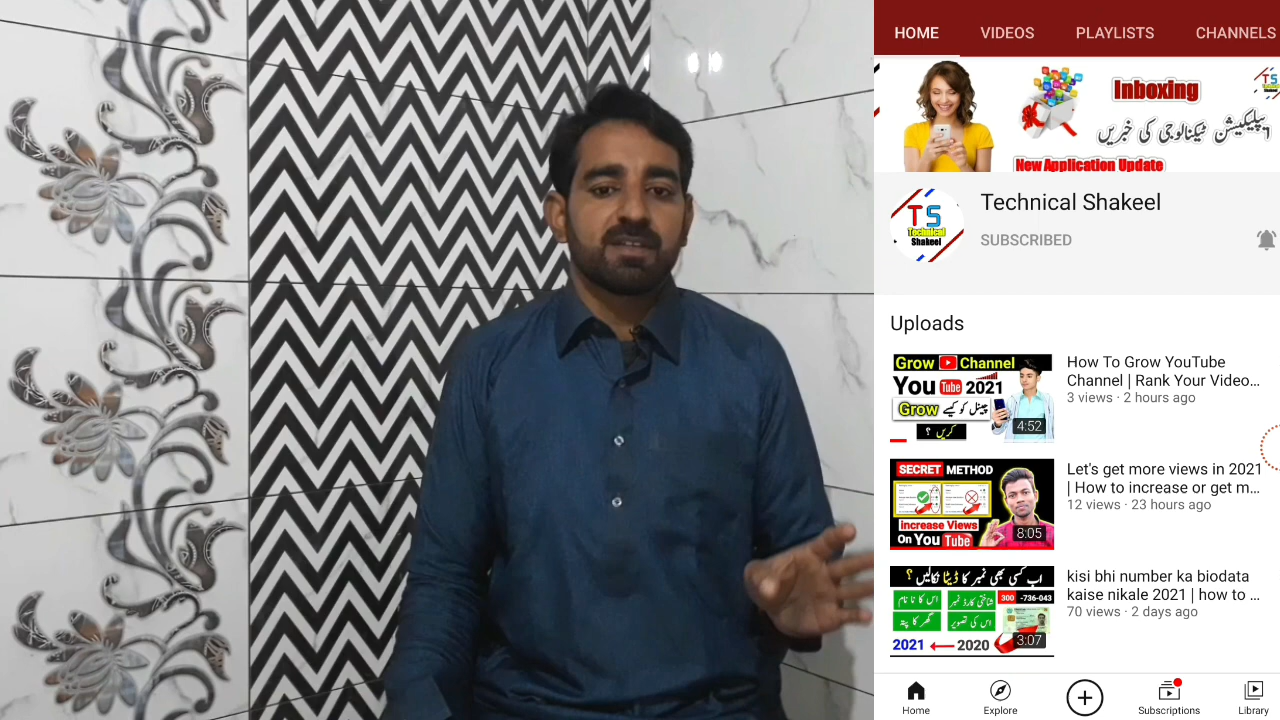 HOME VIDEOS PLAYLISTS CHANNELS
Inboxing
TS
پپلیکیشن ٹیکنالوجی کی خبریں
New Application Update
TS
Technical
Shakeel
Technical Shakeel
SUBSCRIBED
Uploads
Grow Channel
You Tube 2021
Grow چینل کو کیسے
کریں ؟
4:52
How To Grow YouTube
Channel | Rank Your Video…
3 views · 2 hours ago
SECRET METHOD
increase Views
On You Tube
8:05
Let's get more views in 2021
| How to increase or get m…
12 views · 23 hours ago
اب کسی بھی نمبر کا ڈیٹا نکالیں ؟
اس کا نا نام
شناختی کارڈ نمبر
300 -736-043
گھر کا پتہ
اس کی تصویر
2021 2020
3:07
kisi bhi number ka biodata
kaise nikale 2021 | how to …
70 views · 2 days ago
Home Explore Subscriptions Library